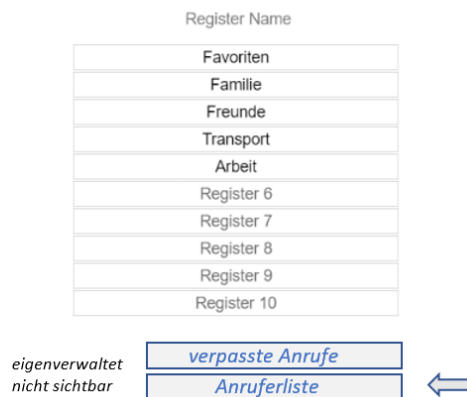 Register Name
Favoriten
Familie
Freunde
Transport
Arbeit
Register 6
Register 7
Register 8
Register 9
Register 10
eigenverwaltet
nicht sichtbar
verpasste Anrufe
Anruferliste